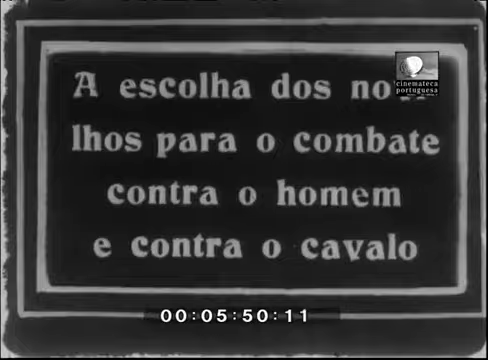 A escolha dos no
lhos para o combate
contra o homem
e contra o cavalo
cinemateca
portuguesa
00:05:50:11